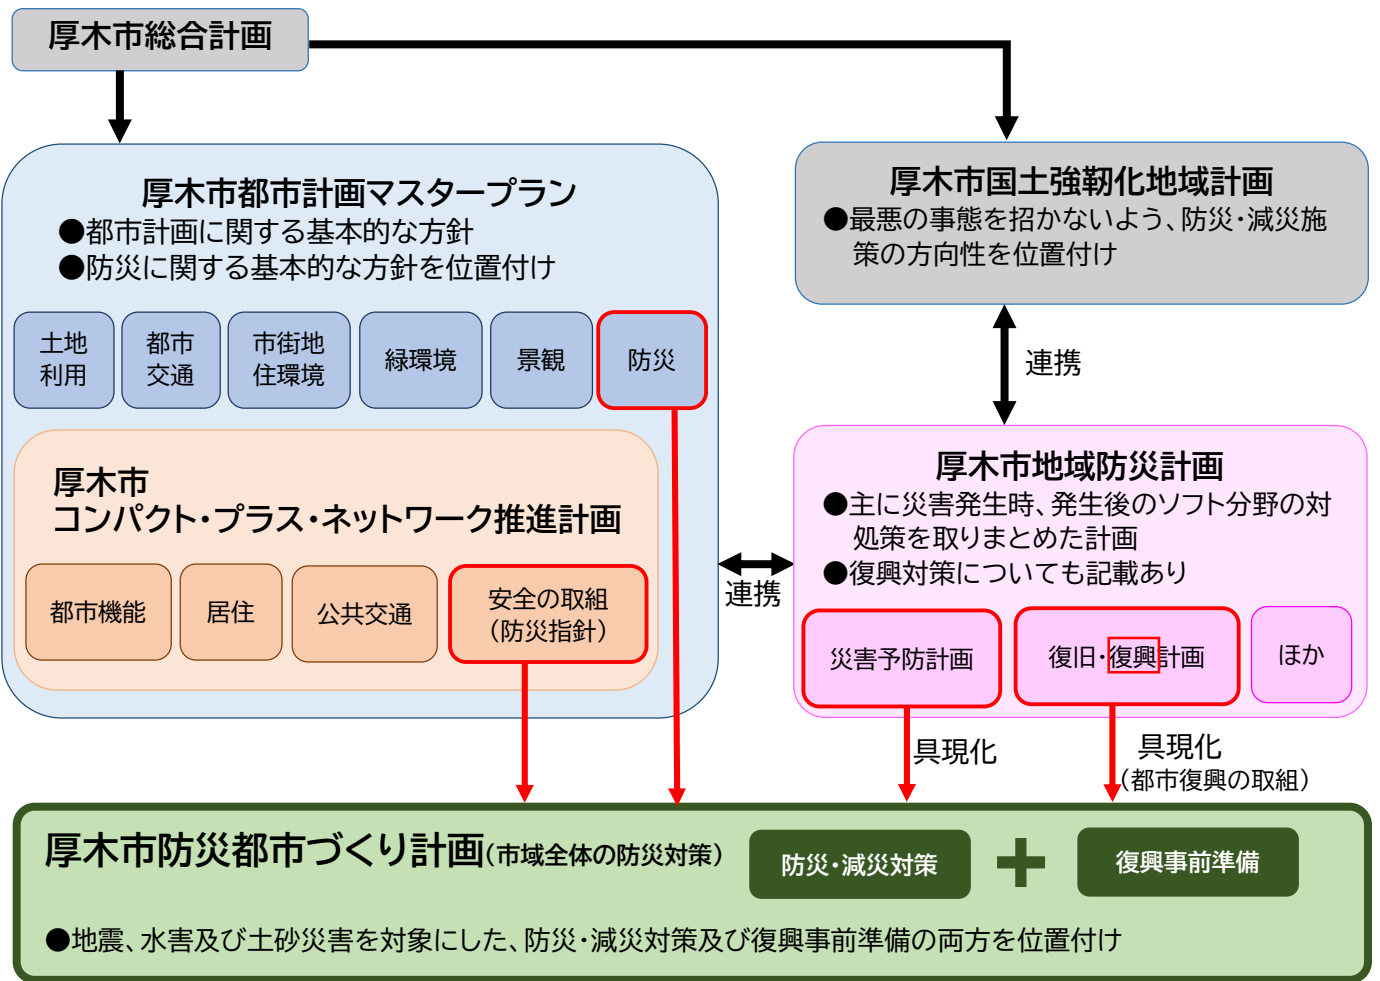 厚木市総合計画
厚木市都市計画マスタープラン
●都市計画に関する基本的な方針
●防災に関する基本的な方針を位置付け
土地
利用
都市
交通
市街地
住環境
緑環境
景観
防災
厚木市
コンパクト・プラス・ネットワーク推進計画
都市機能
居住
公共交通
安全の取組
（防災指針）
厚木市国土強靭化地域計画
●最悪の事態を招かないよう、防災・減災施
策の方向性を位置付け
連携
連携
厚木市地域防災計画
●主に災害発生時、発生後のソフト分野の対
処策を取りまとめた計画
●復興対策についても記載あり
災害予防計画
復旧・復興計画
ほか
具現化
具現化
（都市復興の取組）
厚木市防災都市づくり計画（市域全体の防災対策）
防災・減災対策
＋
復興事前準備
●地震、水害及び土砂災害を対象にした、防災・減災対策及び復興事前準備の両方を位置付け